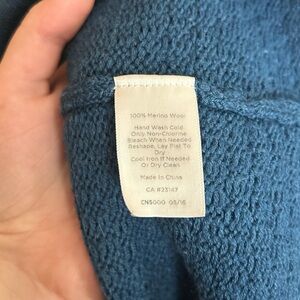 100% Merino Wool
Hand Wash Cold
Only Non-Chlorine
Bleach When Needed
Reshape, Lay Flat To
Dry
Cool Iron If Needed
Or Dry Clean
Made In China
CA #23147
CNS000 05/16